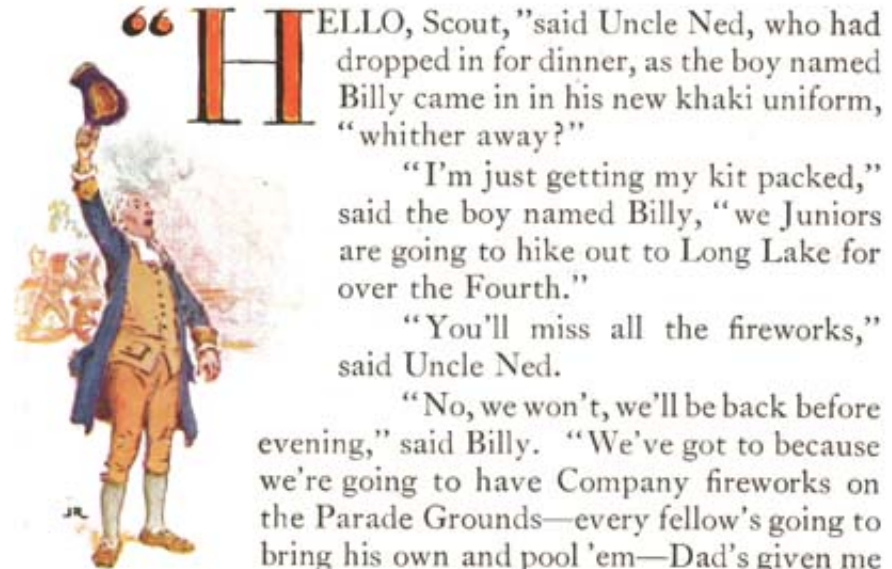 “HELLO, Scout,”said Uncle Ned, who had
dropped in for dinner, as the boy named
Billy came in in his new khaki uniform,
“whither away?”
“I'm just getting my kit packed,”
said the boy named Billy, “we Juniors
are going to hike out to Long Lake for
over the Fourth.”
“You'll miss all the fireworks,”
said Uncle Ned.
“No, we won't, we'll be back before
evening,” said Billy. “We've got to because
we're going to have Company fireworks on
the Parade Grounds—every fellow's going to
bring his own and pool 'em—Dad's given me
JR